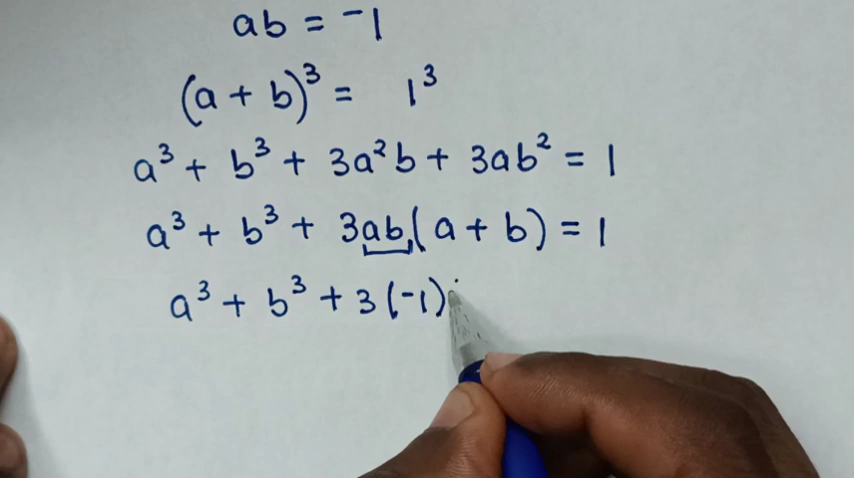 ab = -1
(a + b)³ = 1³
a³ + b³ + 3a²b + 3ab² = 1
a³ + b³ + 3ab(a + b) = 1
a³ + b³ + 3(-1)